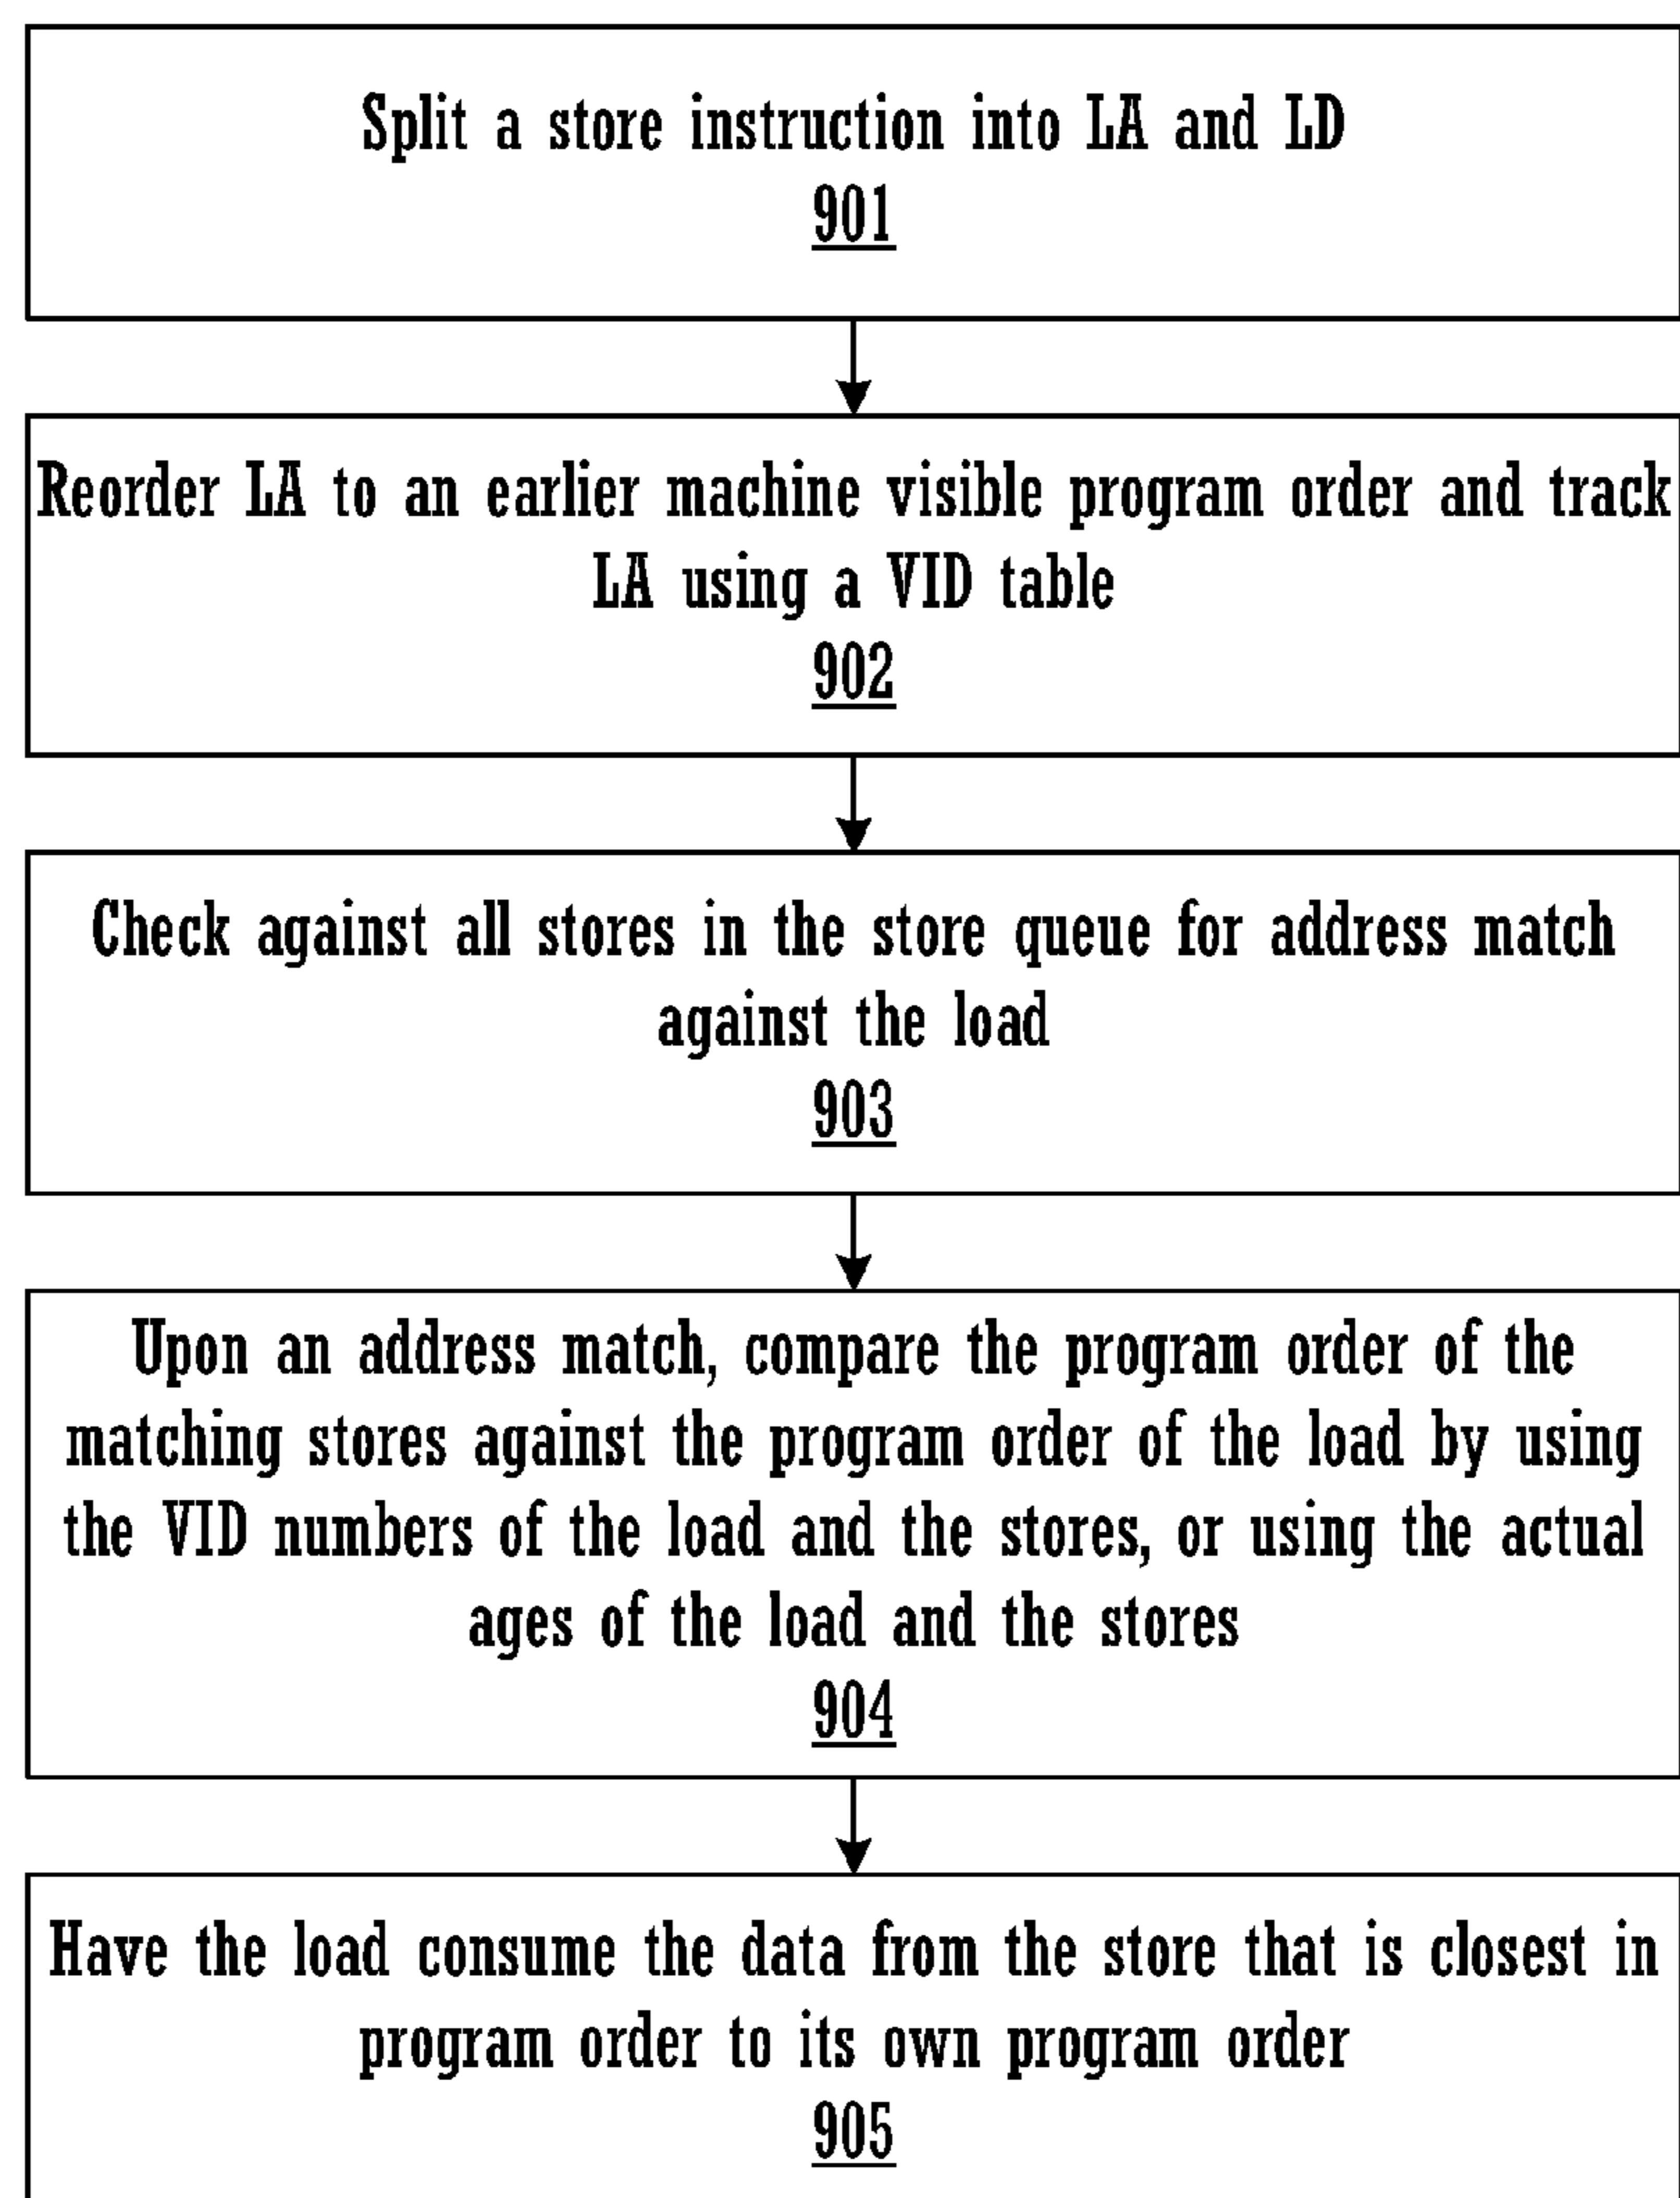 Split a store instruction into LA and LD
901
Reorder LA to an earlier machine visible program order and track
LA using a VID table
902
Check against all stores in the store queue for address match
against the load
903
Upon an address match, compare the program order of the
matching stores against the program order of the load by using
the VID numbers of the load and the stores, or using the actual
ages of the load and the stores
904
Have the load consume the data from the store that is closest in
program order to its own program order
905